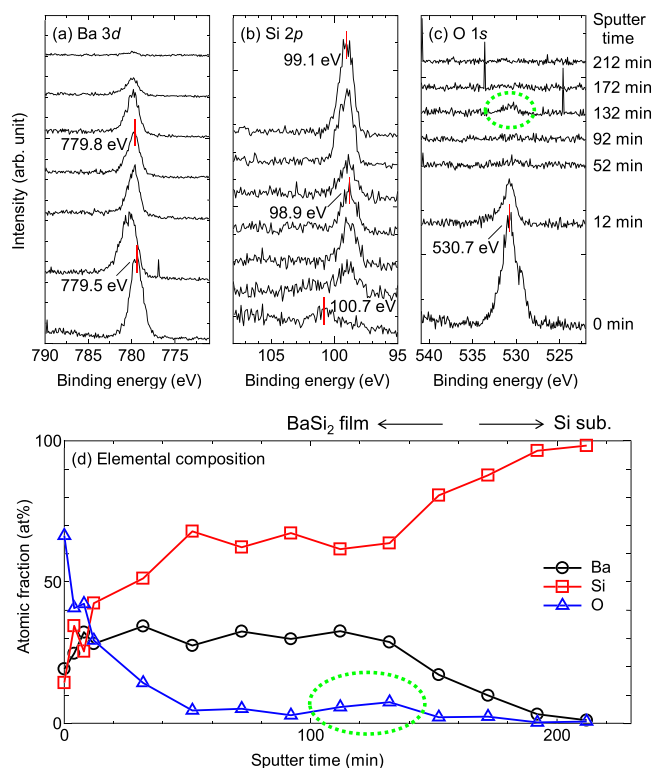 (a) Ba 3d
779.8 eV
779.5 eV
790 780 770
Binding energy (eV)
Intensity (arb. unit)
(b) Si 2p
99.1 eV
98.9 eV
100.7 eV
105 100 95
Binding energy (eV)
(c) O 1s
530.7 eV
540 530
Binding energy (eV)
Sputter
time
212 min
172 min
132 min
92 min
52 min
12 min
0 min
BaSi2 film
Si sub.
(d) Elemental composition
100
50
0
Atomic fraction (at%)
Ba
Si
O
0 100 200
Sputter time (min)